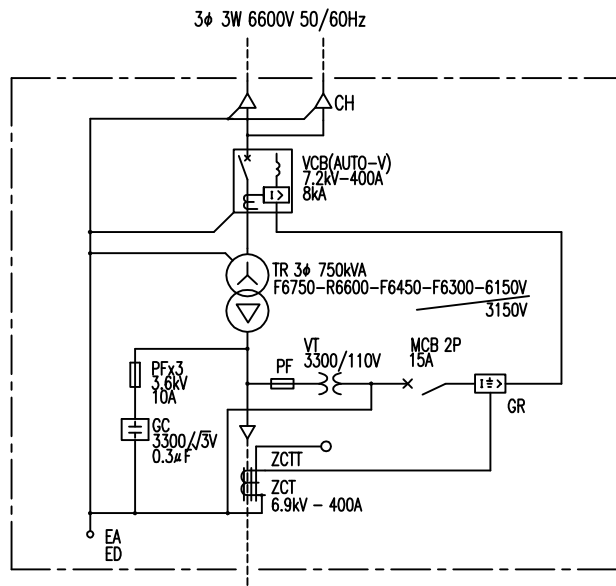 3φ 3W 6600V 50/60Hz
CH
VCB(AUTO-V)
7.2kV-400A
8kA
I>
TR 3φ 750kVA
F6750-R6600-F6450-F6300-6150V
3150V
VT
3300/110V
MCB 2P
15A
PF
PFx3
3.6kV
10A
I⏚>
GR
GC
3300/√3V
0.3μF
ZCTT
ZCT
6.9kV - 400A
EA
ED